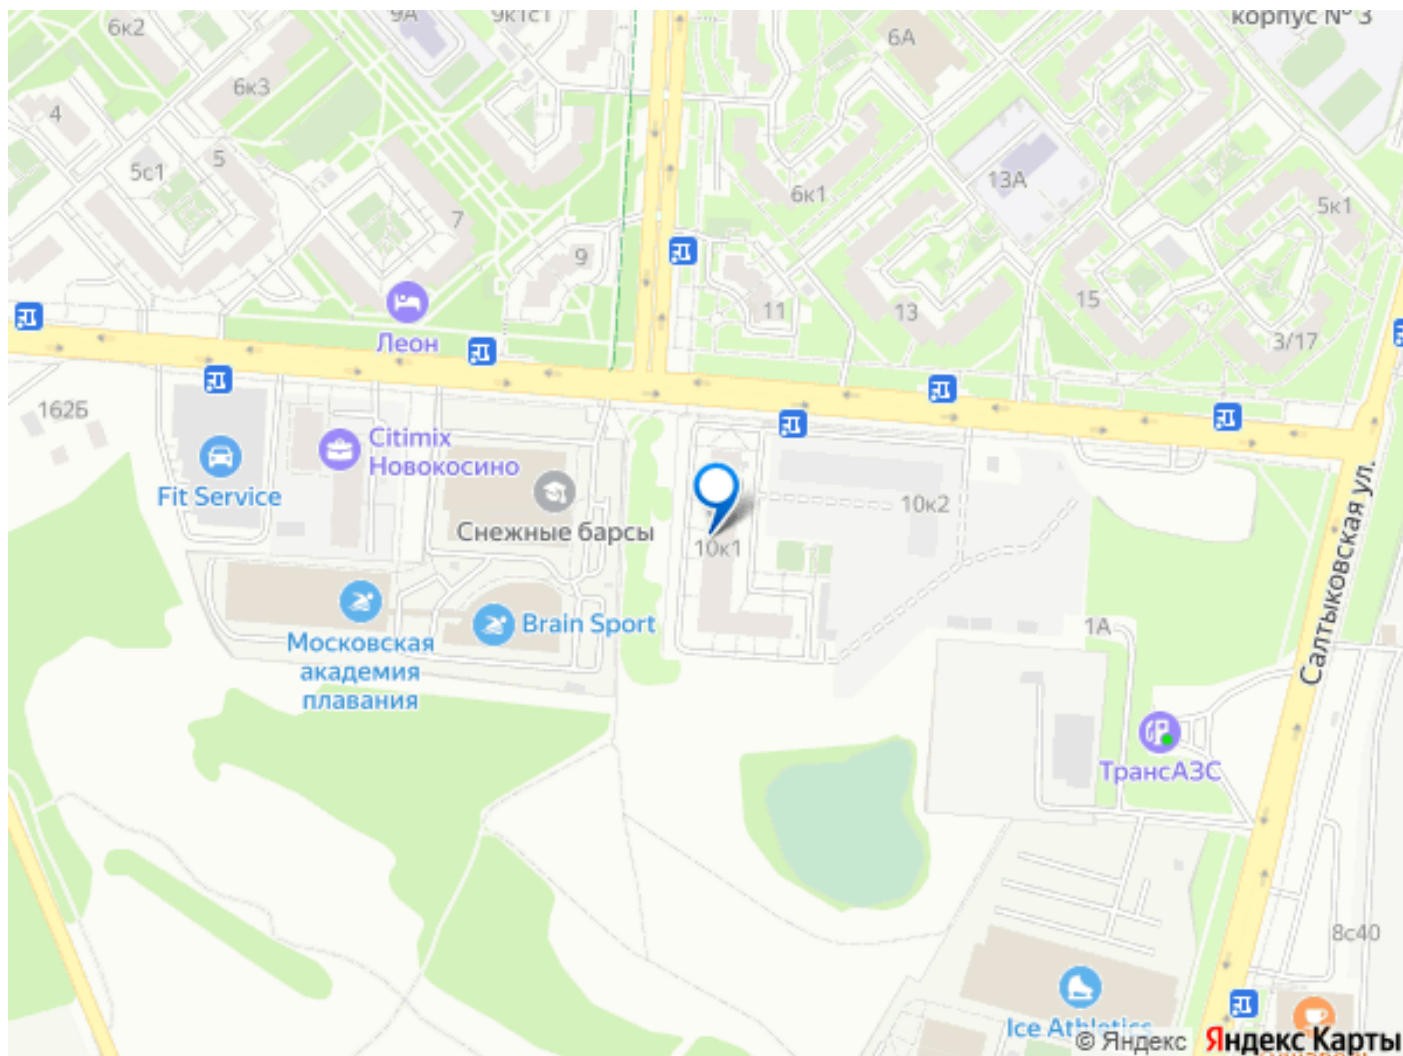 6к2
9А
9к1с1
корпус № 3
6А
6к3
4
5с1
5
7
9
6к1
13А
5к1
11
13
15
3/17
Леон
162Б
Citimix
Новокосино
Fit Service
Снежные барсы
10к1
10к2
Московская
академия
плавания
Brain Sport
1А
Салтыковская ул.
ТрансАЗС
8с40
Ice Athletics
© Яндекс
Яндекс Карты